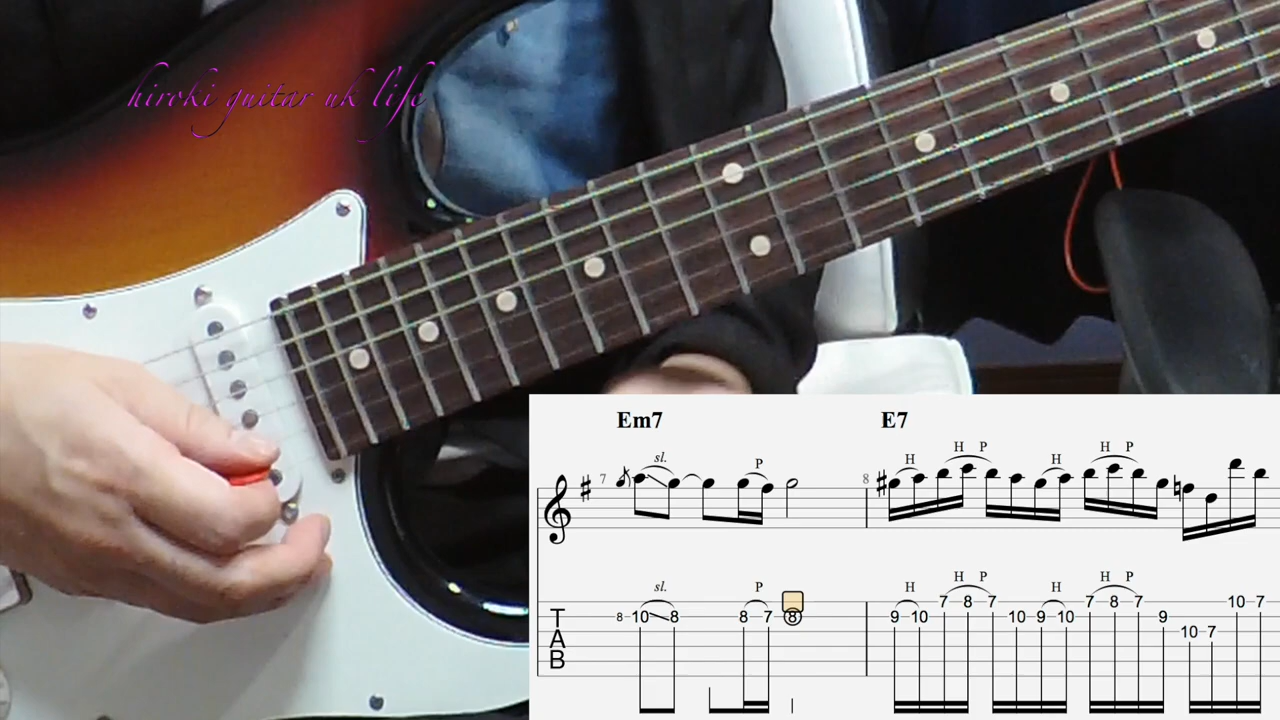 hiroki guitar uk life
Em7 E7
sl. P H H P H H P
7 8
sl. P H H P H H P
7 8 7 7 8 7 10 7
8 10 8 8 7 8 9 10 10 9 10 9
10 7
T
A
B